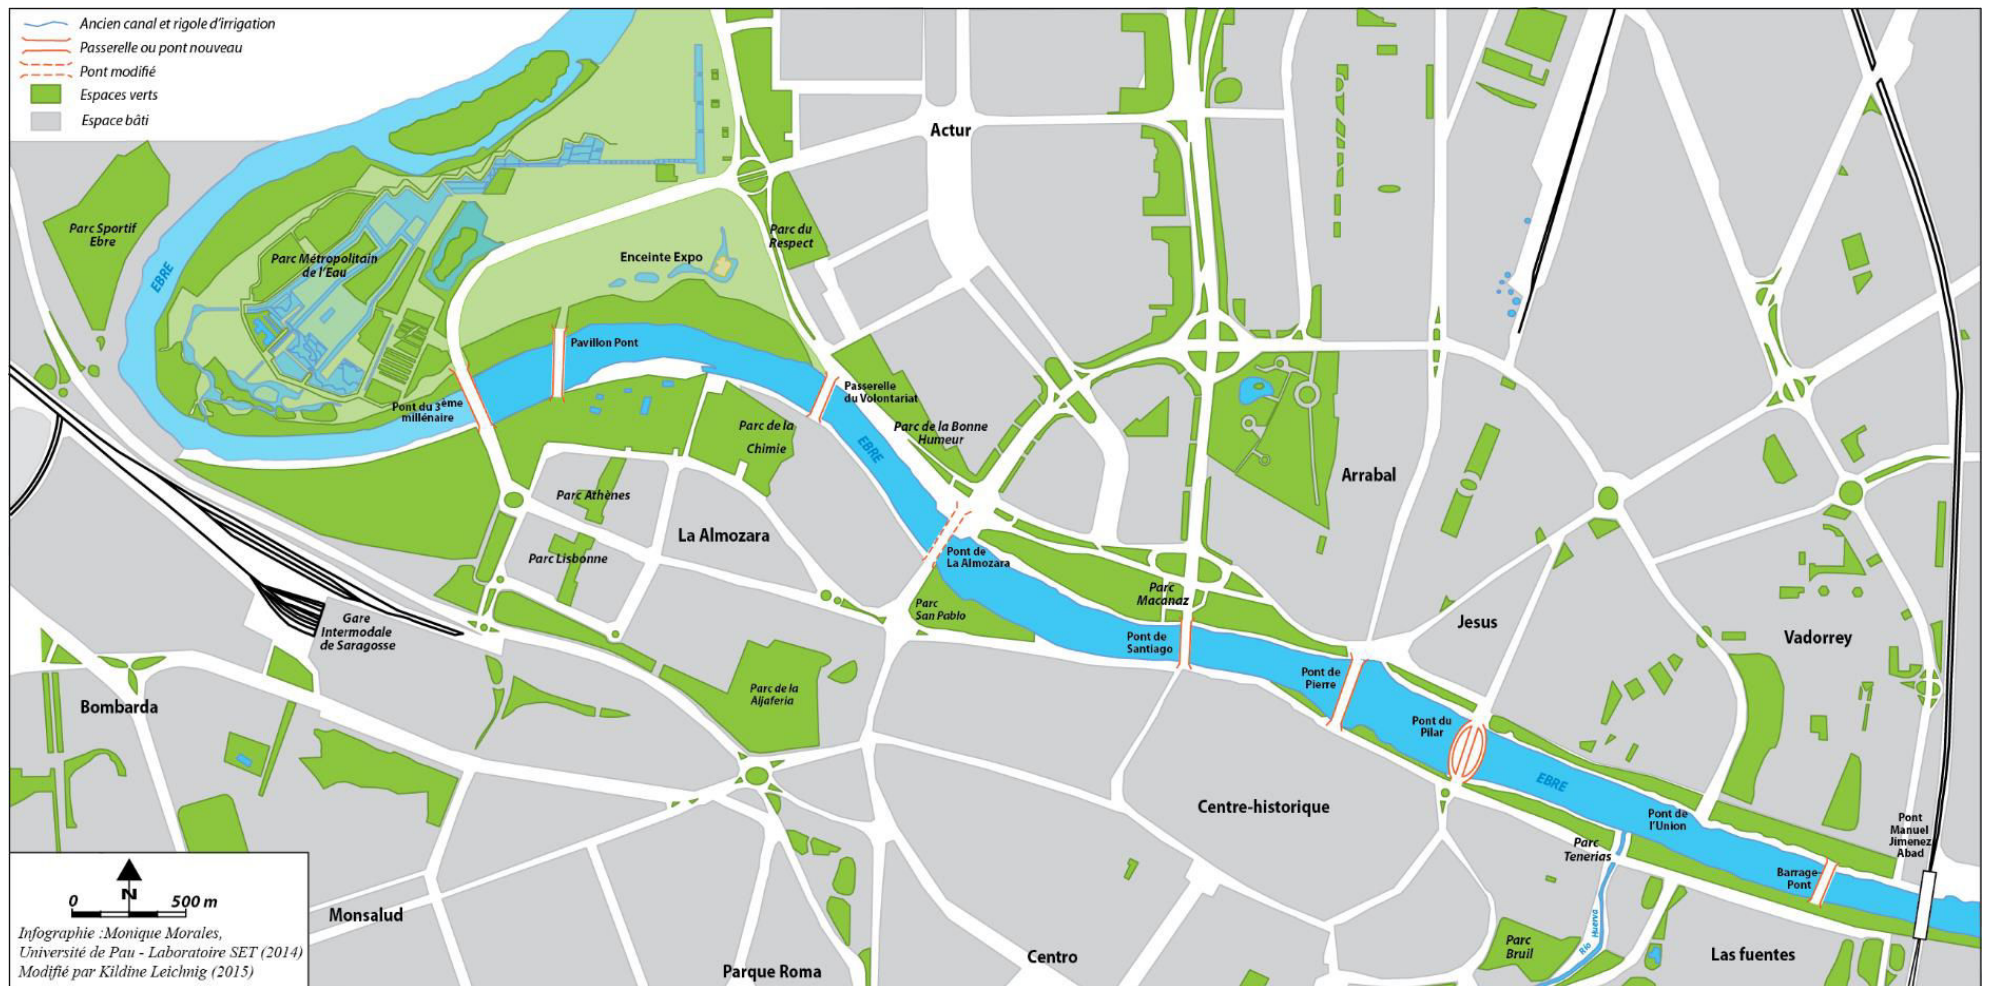 Ancien canal et rigole d'irrigation
Passerelle ou pont nouveau
Pont modifié
Espaces verts
Espace bâti
Actur
Parc Sportif
Ebre
EBRE
Parc Métropolitain
de l'Eau
Enceinte Expo
Parc du
Respect
Pavillon Pont
Pont du 3ème
millénaire
Passerelle
du Volontariat
Parc de la
Chimie
EBRE
Parc de la Bonne
Humeur
Arrabal
Parc Athènes
La Almozara
Parc Lisbonne
Pont de
La Almozara
Parc
San Pablo
Parc
Macanaz
Gare
Intermodale
de Saragosse
Pont de
Santiago
Jesus
Vadorrey
Bombarda
Parc de la
Aljaferia
Pont de
Pierre
Pont du
Pilar
EBRE
Centre-historique
Pont de
l'Union
Pont
Manuel
Jimenez
Abad
Parc
Tenerias
Barrage-
Pont
Rio Huerva
Parc
Bruil
Las fuentes
Monsalud
Parque Roma
Centro
N
0 500 m
Infographie :Monique Morales,
Université de Pau - Laboratoire SET (2014)
Modifié par Kildine Leichnig (2015)